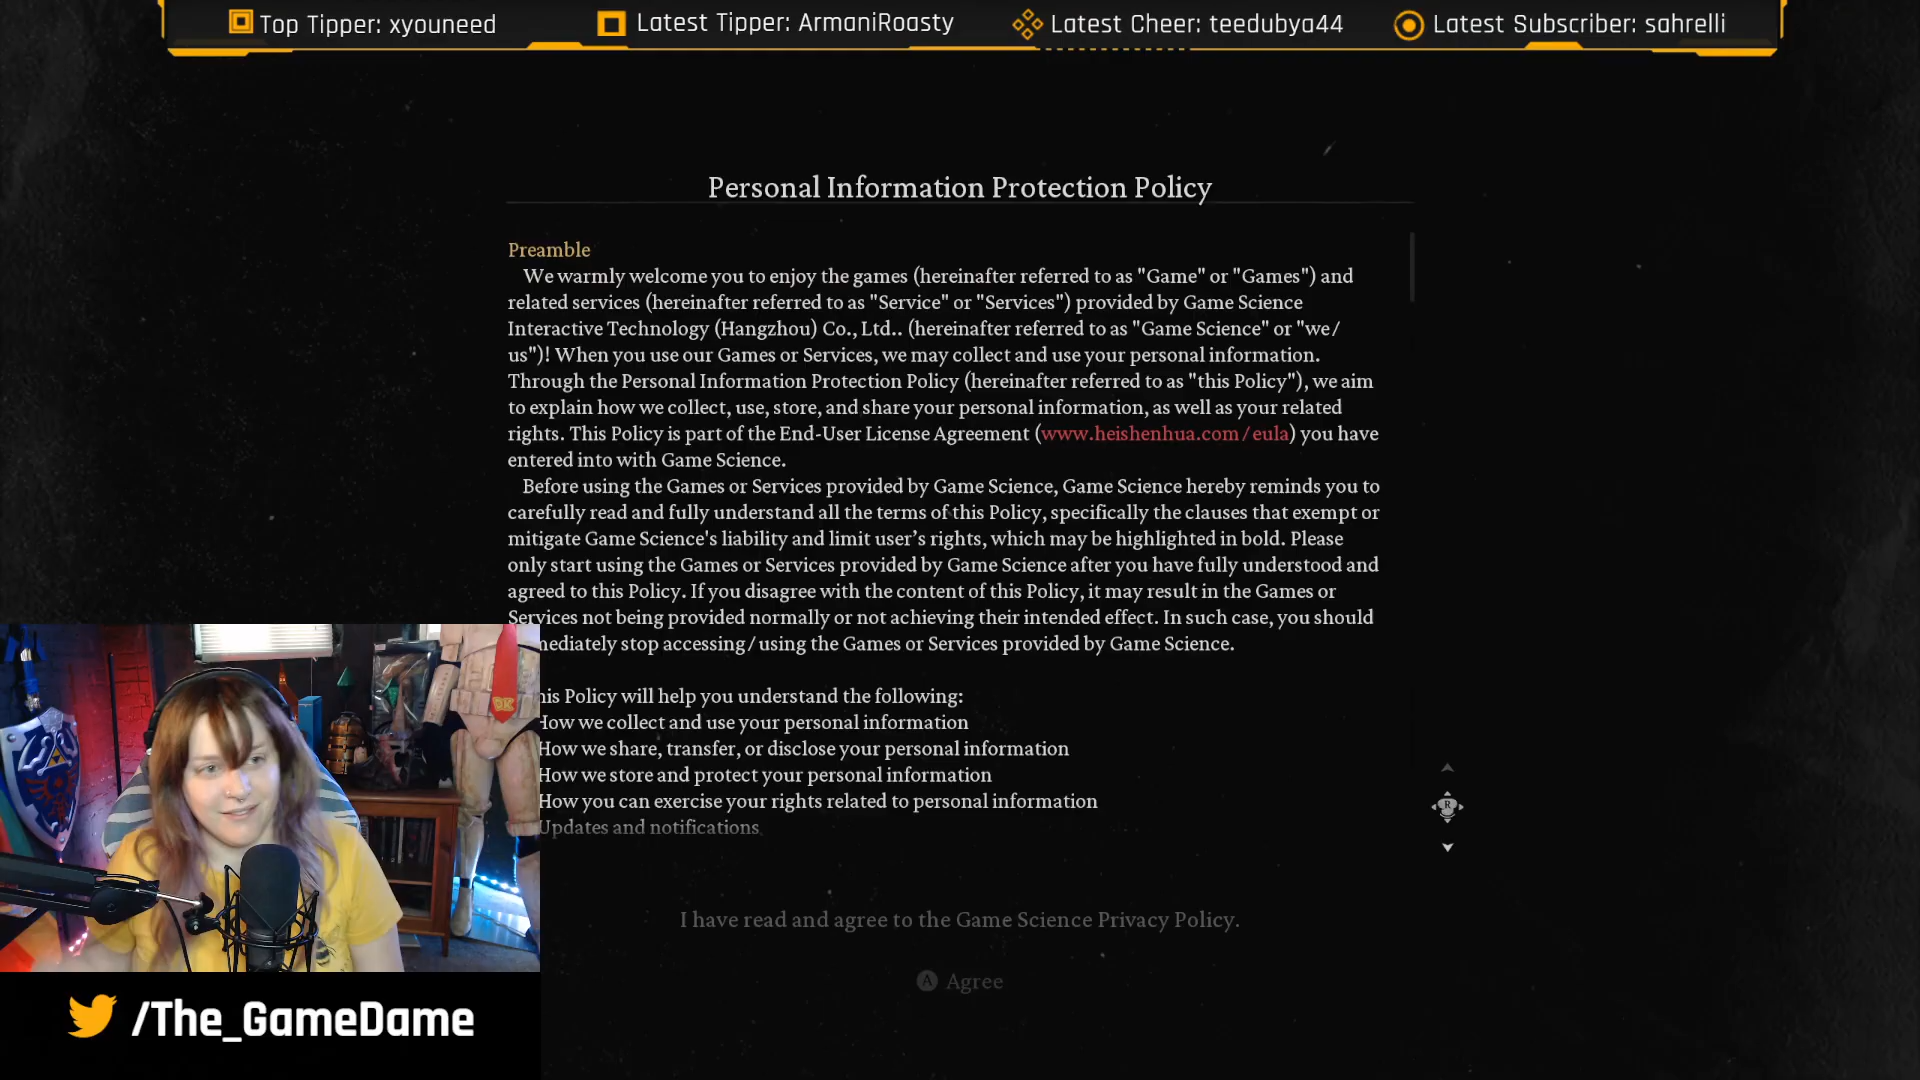 Top Tipper: xyouneed
Latest Tipper: ArmaniRoasty
Latest Cheer: teedubya44
Latest Subscriber: sahrelli
Personal Information Protection Policy
Preamble
We warmly welcome you to enjoy the games (hereinafter referred to as "Game" or "Games") and
related services (hereinafter referred to as "Service" or "Services") provided by Game Science
Interactive Technology (Hangzhou) Co., Ltd.. (hereinafter referred to as "Game Science" or "we/
us")! When you use our Games or Services, we may collect and use your personal information.
Through the Personal Information Protection Policy (hereinafter referred to as "this Policy"), we aim
to explain how we collect, use, store, and share your personal information, as well as your related
rights. This Policy is part of the End-User License Agreement (www.heishenhua.com/eula) you have
entered into with Game Science.
Before using the Games or Services provided by Game Science, Game Science hereby reminds you to
carefully read and fully understand all the terms of this Policy, specifically the clauses that exempt or
mitigate Game Science's liability and limit user’s rights, which may be highlighted in bold. Please
only start using the Games or Services provided by Game Science after you have fully understood and
agreed to this Policy. If you disagree with the content of this Policy, it may result in the Games or
Services not being provided normally or not achieving their intended effect. In such case, you should
mediately stop accessing/using the Games or Services provided by Game Science.
his Policy will help you understand the following:
How we collect and use your personal information
How we share, transfer, or disclose your personal information
How we store and protect your personal information
How you can exercise your rights related to personal information
Updates and notifications
R
I have read and agree to the Game Science Privacy Policy.
A Agree
DK
/The_GameDame